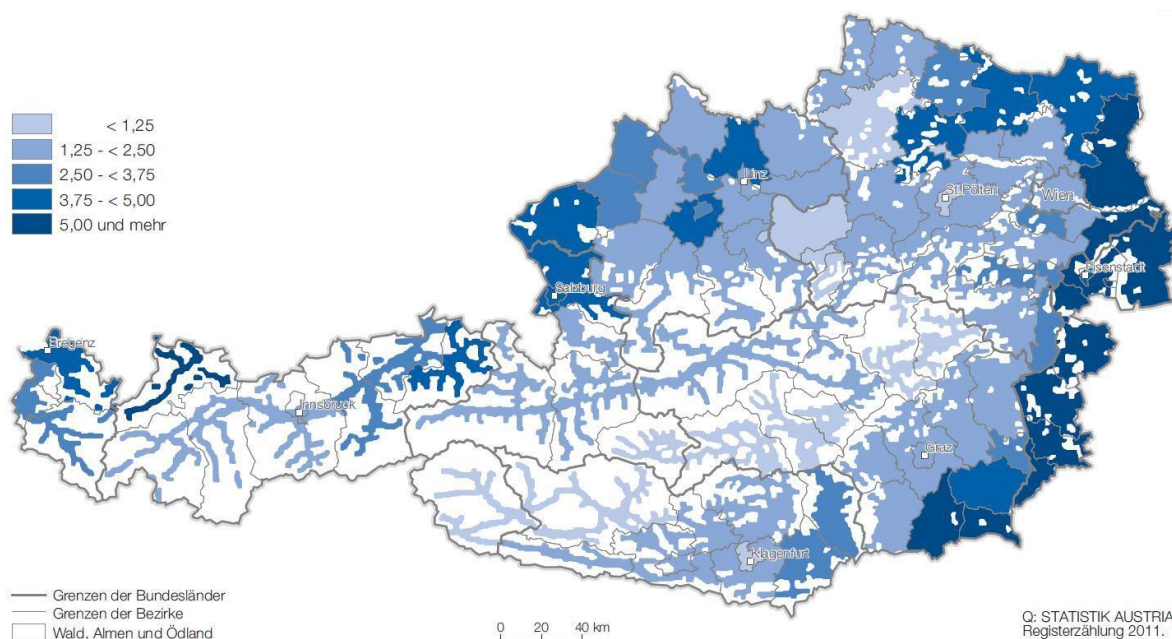 < 1,25
1,25 - < 2,50
2,50 - < 3,75
3,75 - < 5,00
5,00 und mehr
Linz
St.Pölten
Wien
Eisenstadt
Salzburg
Bregenz
Innsbruck
Graz
Klagenfurt
Grenzen der Bundesländer
Grenzen der Bezirke
Wald, Almen und Ödland
0 20 40 km
Q: STATISTIK AUSTRIA
Registerzählung 2011.